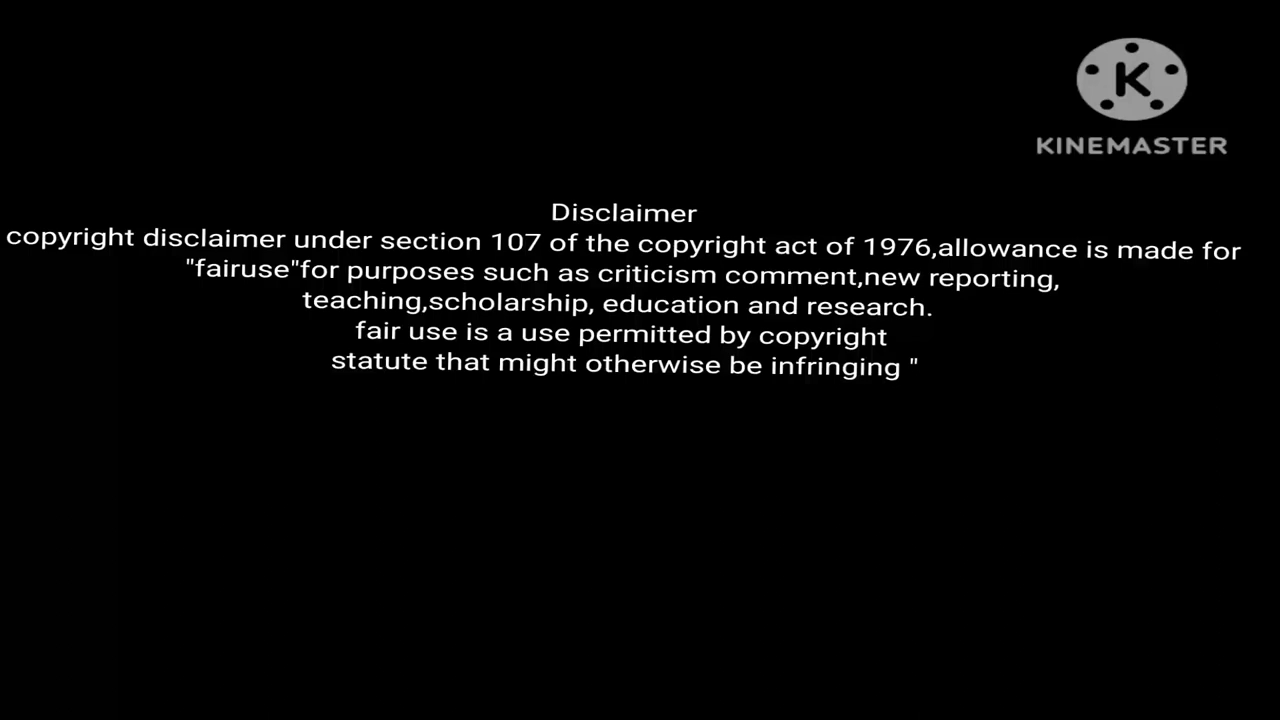 K
KINEMASTER
Disclaimer
copyright disclaimer under section 107 of the copyright act of 1976,allowance is made for
"fairuse"for purposes such as criticism comment,new reporting,
teaching,scholarship, education and research.
fair use is a use permitted by copyright
statute that might otherwise be infringing "